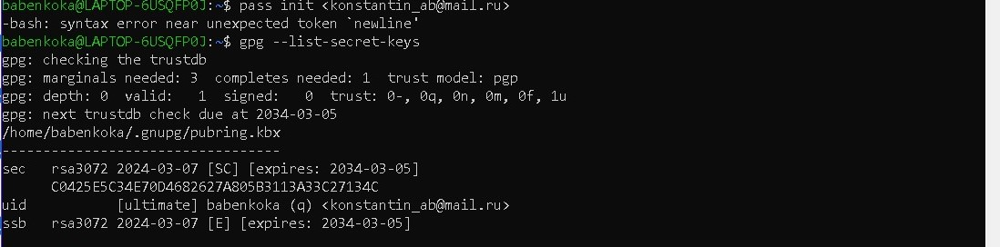 babenkoka@LAPTOP-6USQFP0J:~$ pass init <konstantin_ab@mail.ru>
-bash: syntax error near unexpected token `newline'
babenkoka@LAPTOP-6USQFP0J:~$ gpg --list-secret-keys
gpg: checking the trustdb
gpg: marginals needed: 3  completes needed: 1  trust model: pgp
gpg: depth: 0  valid:   1  signed:   0  trust: 0-, 0q, 0n, 0m, 0f, 1u
gpg: next trustdb check due at 2034-03-05
/home/babenkoka/.gnupg/pubring.kbx
----------------------------------
sec   rsa3072 2024-03-07 [SC] [expires: 2034-03-05]
      C0425E5C34E70D4682627A805B3113A33C27134C
uid           [ultimate] babenkoka (q) <konstantin_ab@mail.ru>
ssb   rsa3072 2024-03-07 [E] [expires: 2034-03-05]